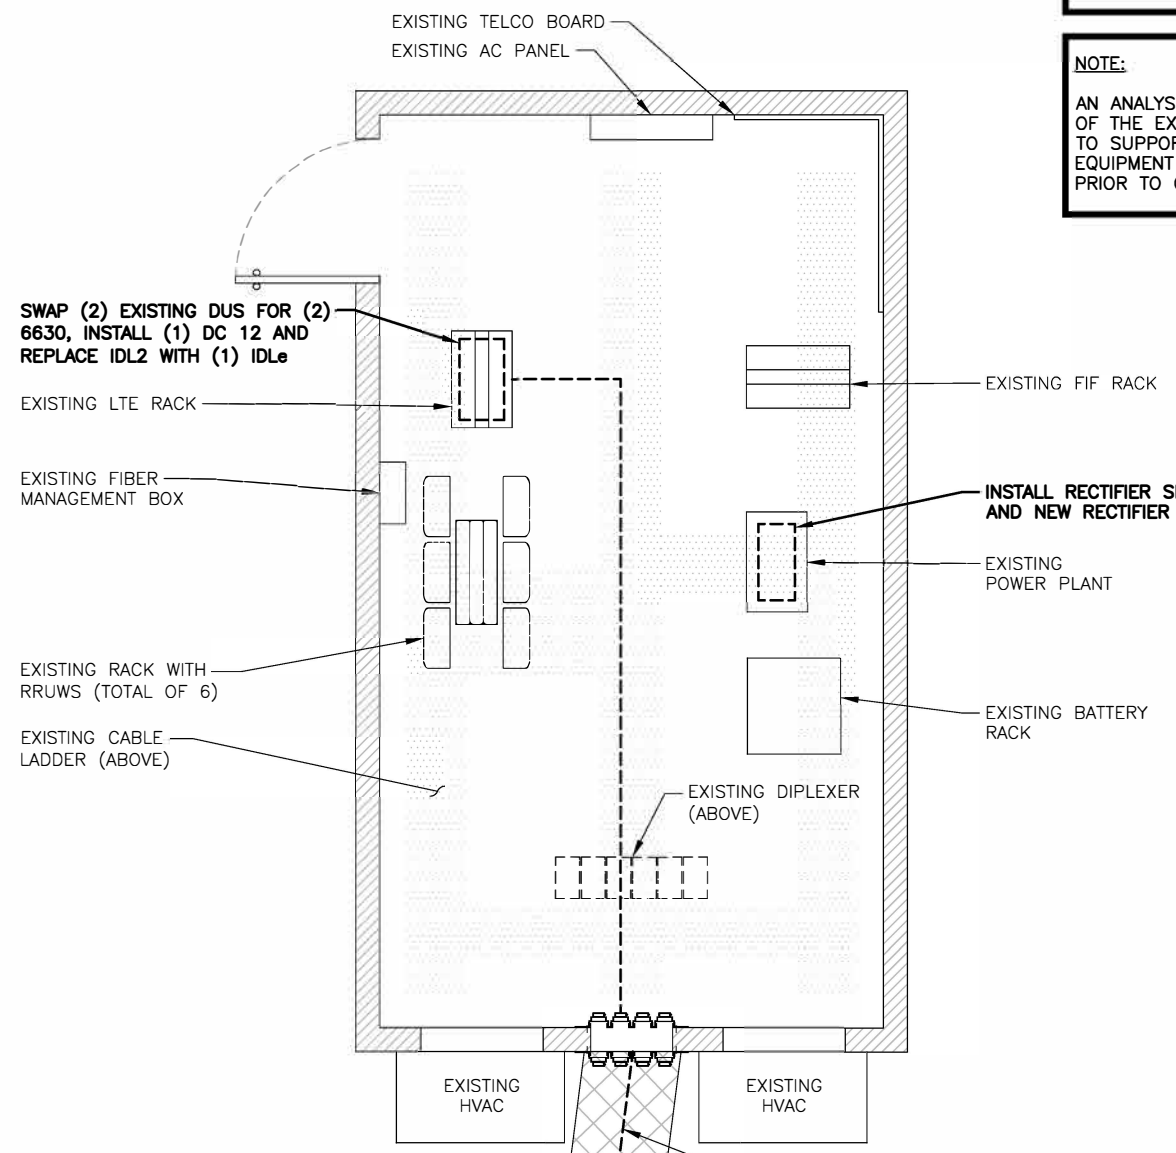 EXISTING TELCO BOARD
EXISTING AC PANEL
NOTE:
AN
OF THE
TO
EQUIPMENT
PRIOR TO
SWAP (2) EXISTING DUS FOR (2)
6630, INSTALL (1) DC 12 AND
REPLACE IDL2 WITH (1) IDLe
EXISTING LTE RACK
EXISTING FIBER
MANAGEMENT BOX
EXISTING RACK WITH
RRUWS (TOTAL OF 6)
EXISTING CABLE
LADDER (ABOVE)
EXISTING FIF RACK
INSTALL RECTIFIER
AND NEW RECTIFIER
EXISTING
POWER PLANT
EXISTING BATTERY
RACK
EXISTING DIPLEXER
(ABOVE)
EXISTING
HVAC
EXISTING
HVAC